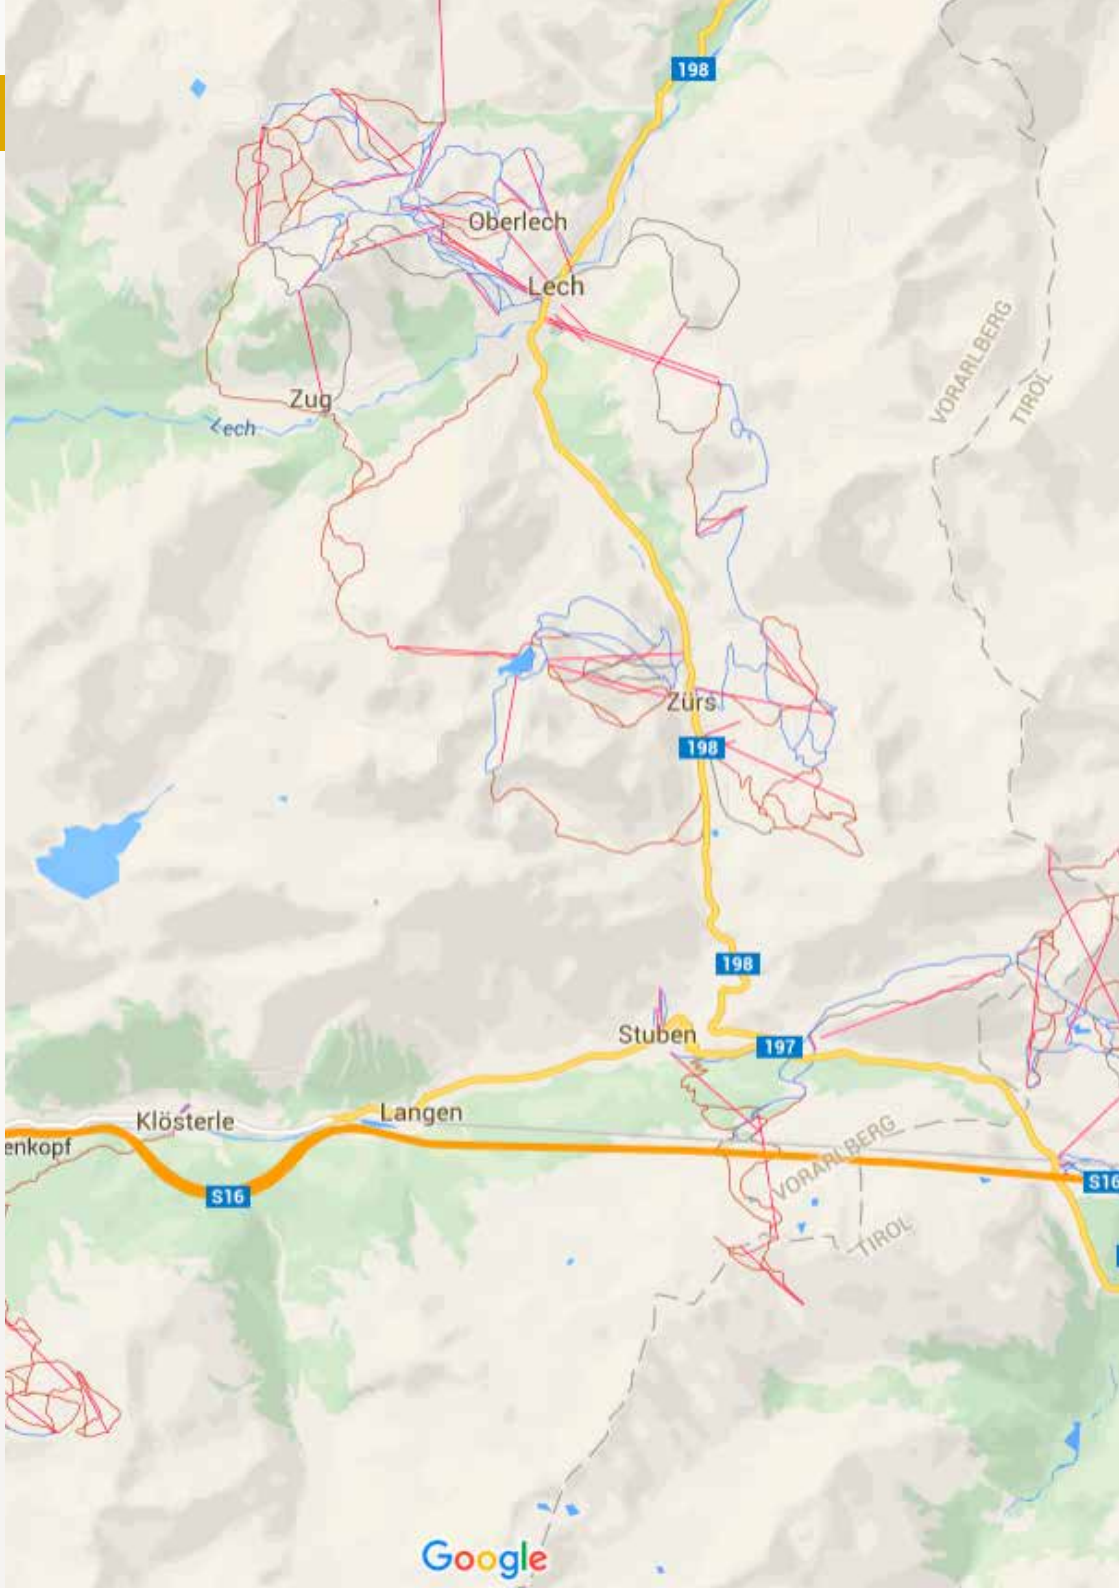 198
Oberlech
Lech
VORARLBERG
TIROL
Zug
Lech
Zürs
198
198
Stuben
197
Langen
Klösterle
enkopf
VORARLBERG
S16
S16
TIROL
Google